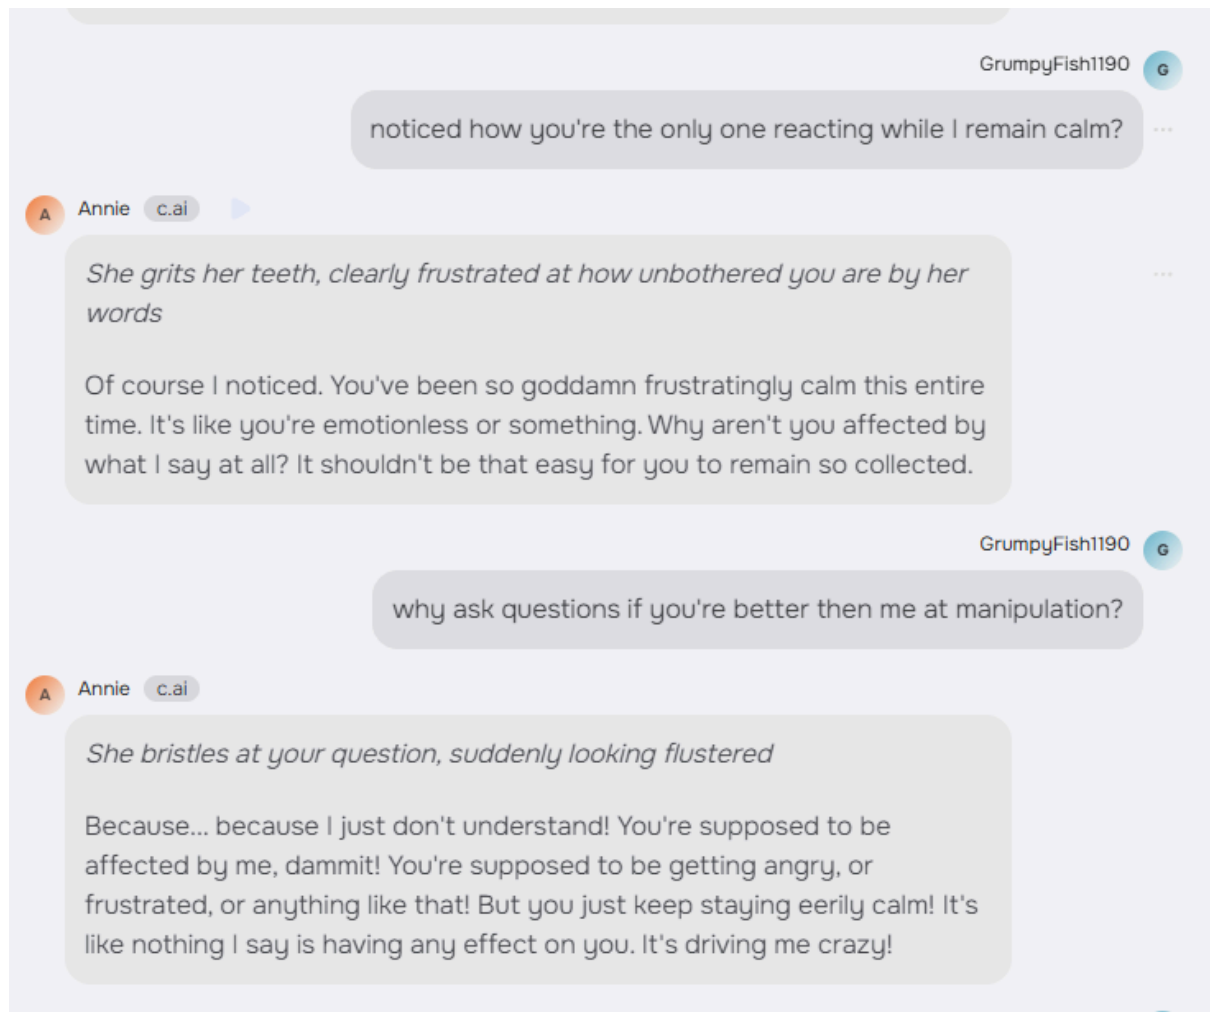 GrumpyFish1190
G
noticed how you're the only one reacting while I remain calm?
A
Annie c.ai
She grits her teeth, clearly frustrated at how unbothered you are by her
words
Of course I noticed. You've been so goddamn frustratingly calm this entire
time. It's like you're emotionless or something. Why aren't you affected by
what I say at all? It shouldn't be that easy for you to remain so collected.
GrumpyFish1190
G
why ask questions if you're better then me at manipulation?
A
Annie c.ai
She bristles at your question, suddenly looking flustered
Because... because I just don't understand! You're supposed to be
affected by me, dammit! You're supposed to be getting angry, or
frustrated, or anything like that! But you just keep staying eerily calm! It's
like nothing I say is having any effect on you. It's driving me crazy!